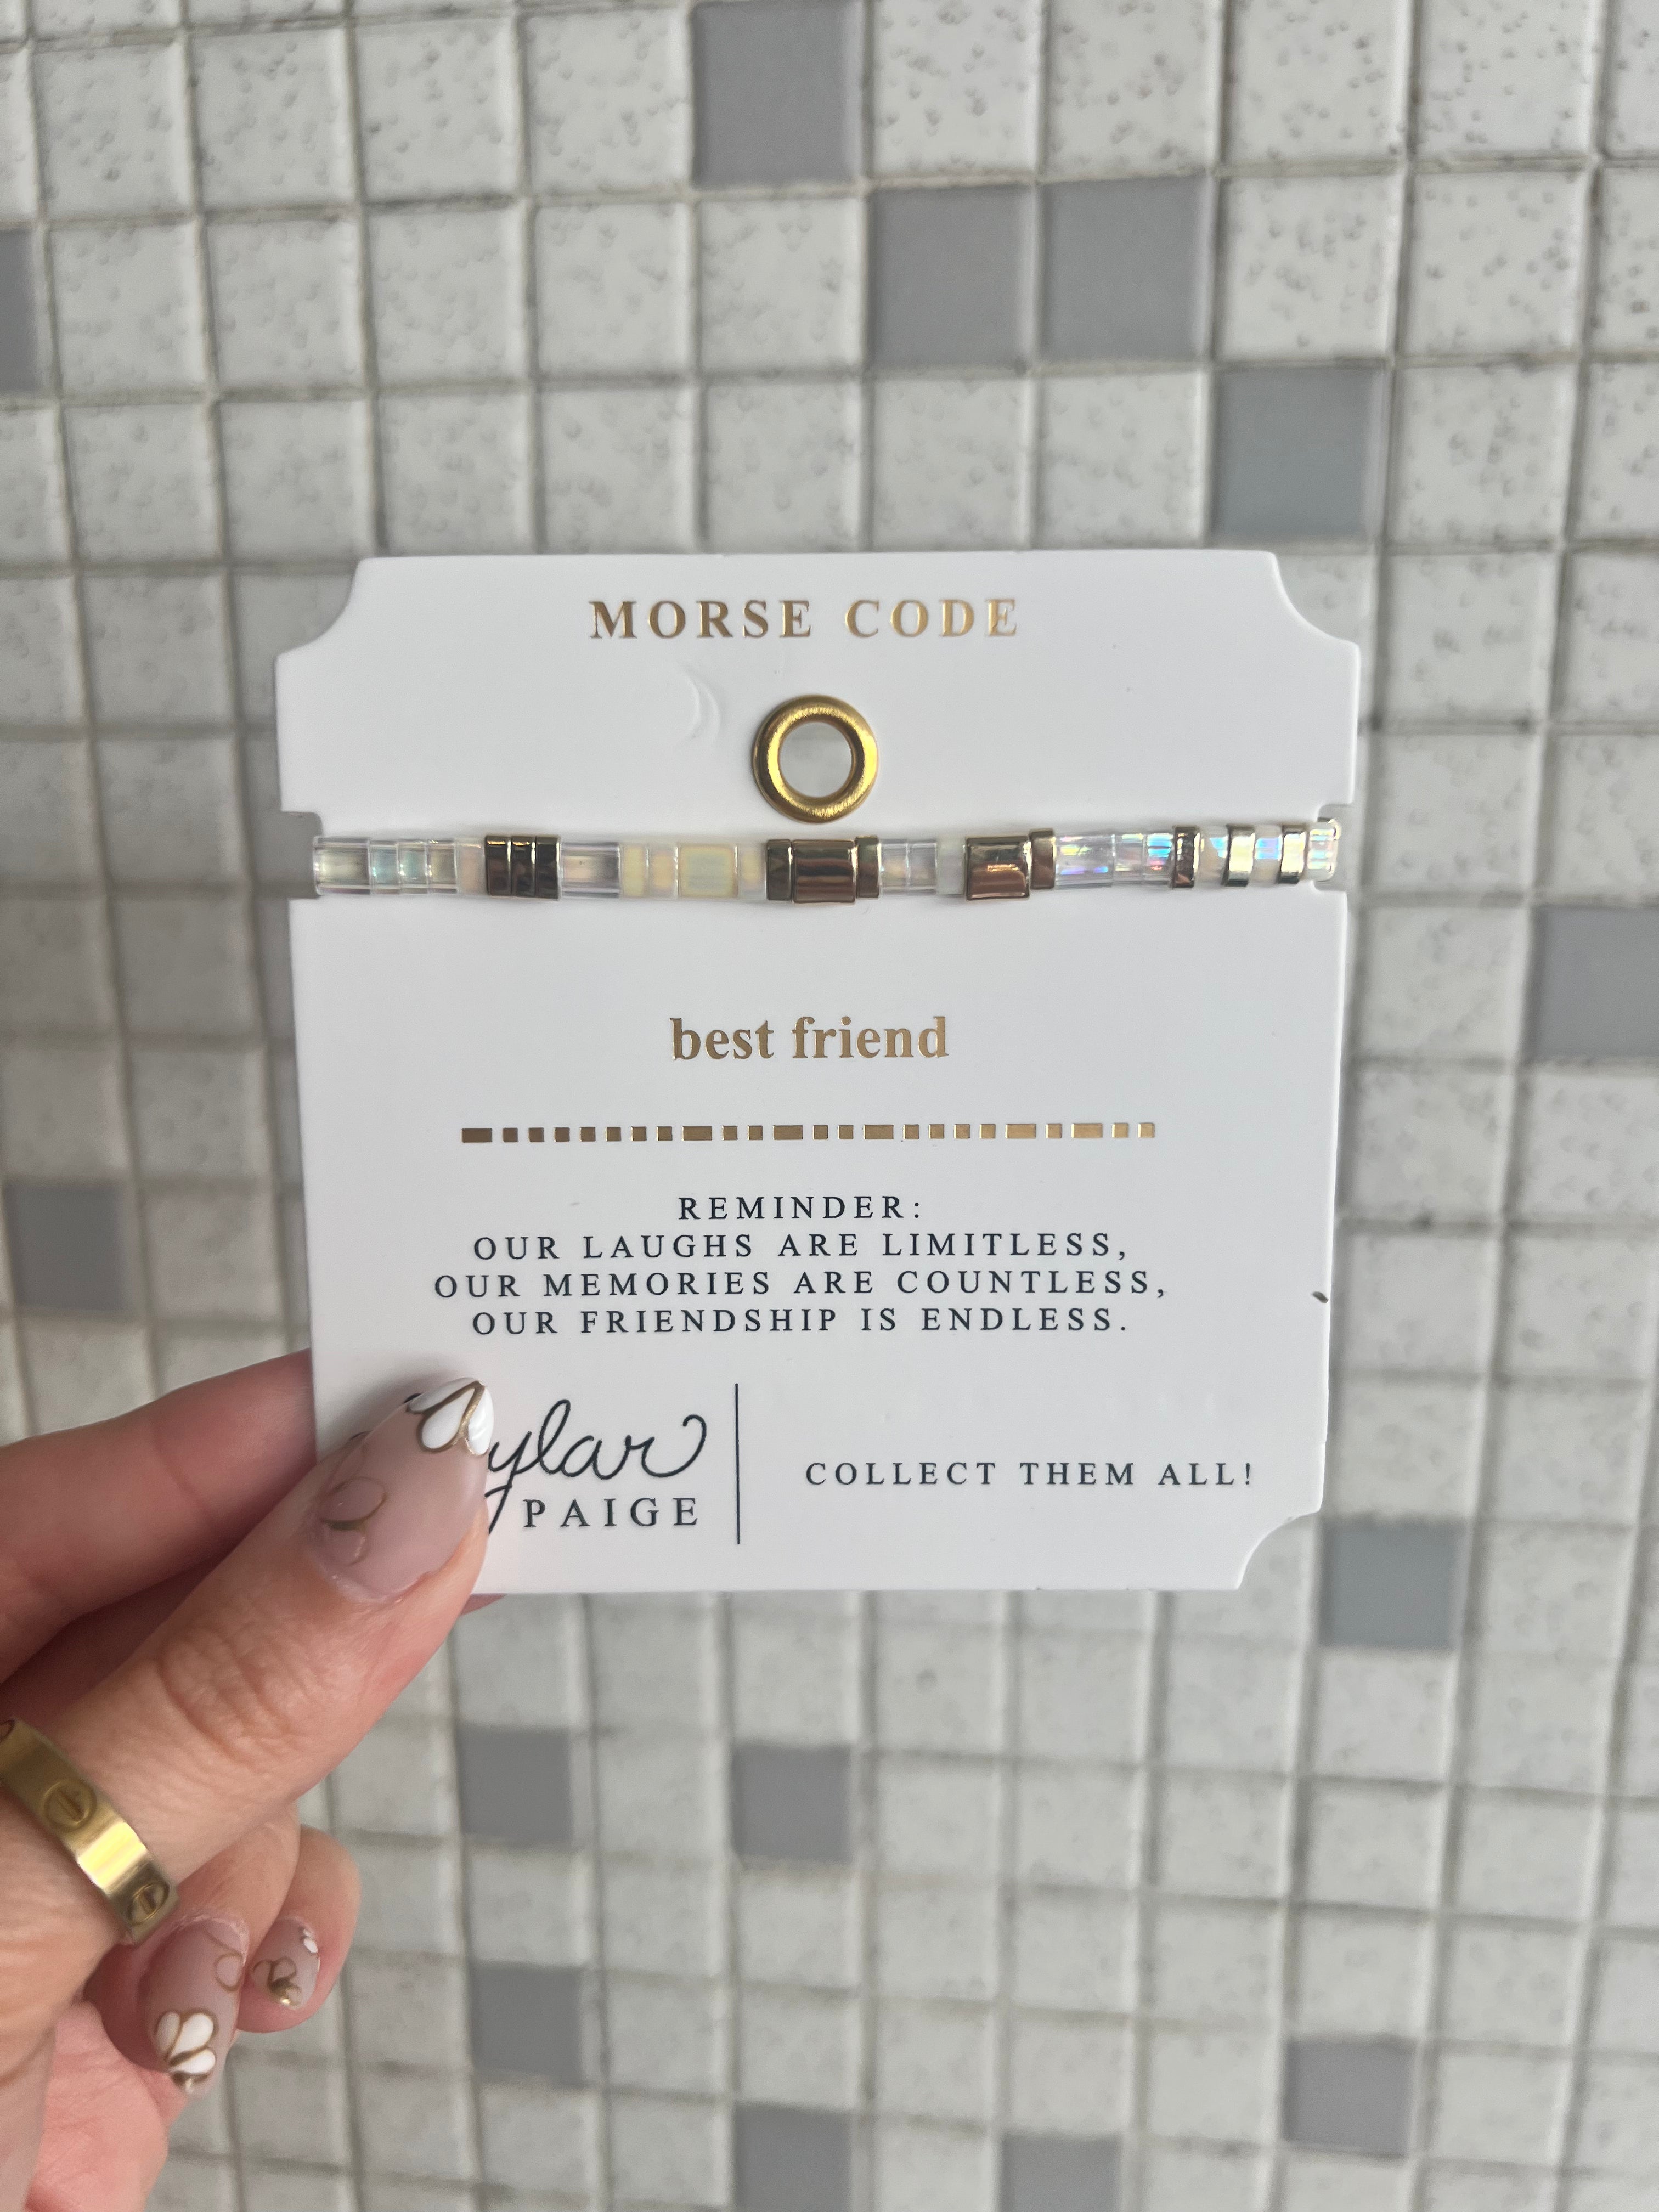 MORSE CODE
best friend
REMINDER:
OUR LAUGHS ARE LIMITLESS,
OUR MEMORIES ARE COUNTLESS,
OUR FRIENDSHIP IS ENDLESS.
PAIGE
COLLECT THEM ALL!